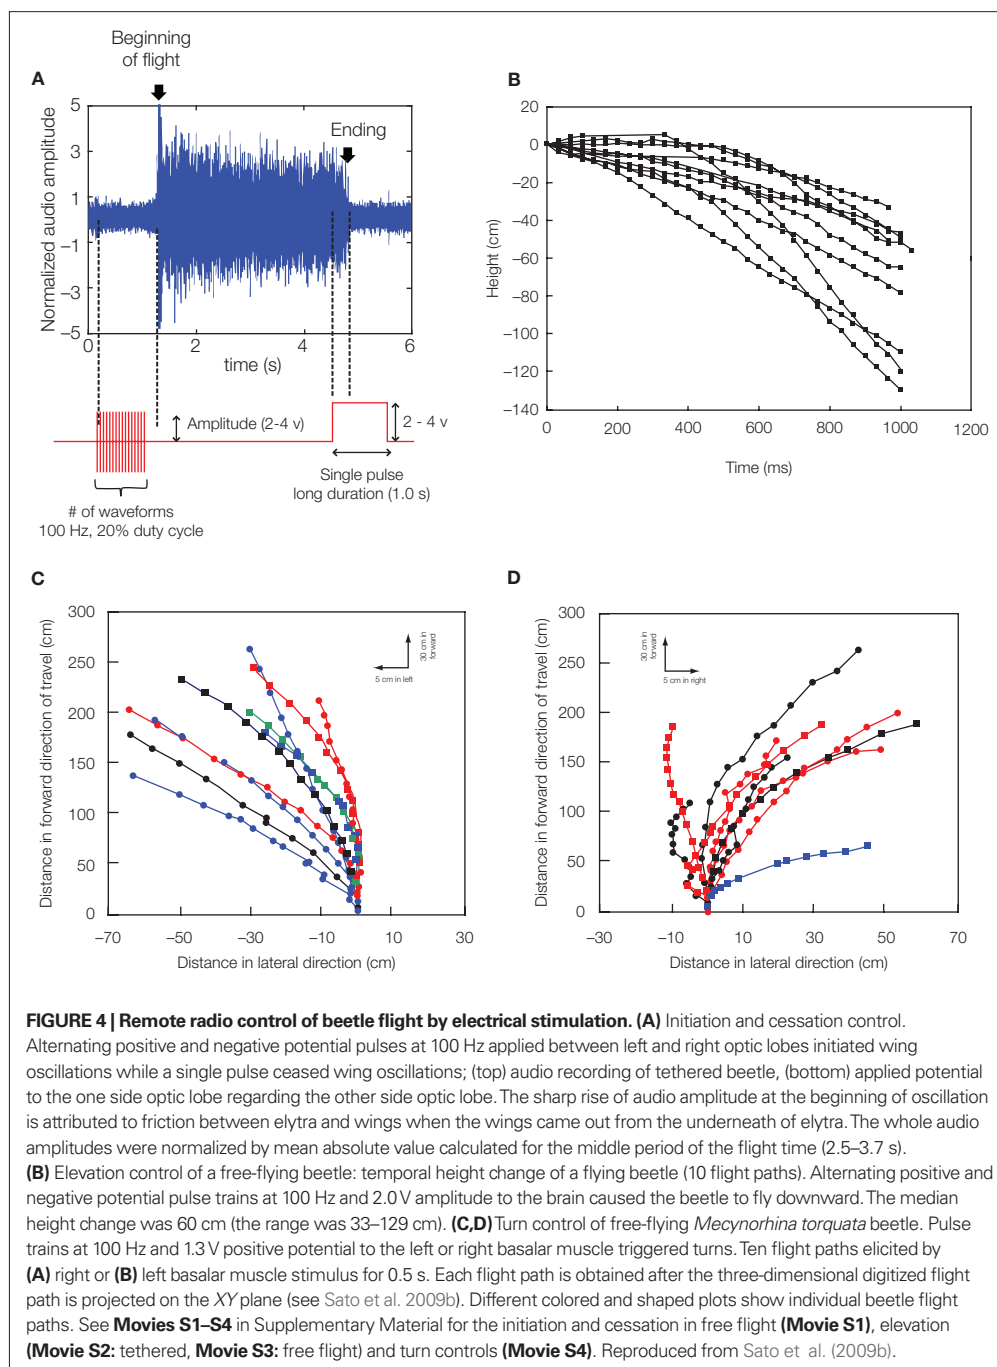 Beginning
of flight
A
Normalized audio amplitude
5
3
1
−1
−3
−5
Ending
0
2
4
6
time (s)
Amplitude (2-4 v)
2 - 4 v
Single pulse
long duration (1.0 s)
# of waveforms
100 Hz, 20% duty cycle
B
Height (cm)
20
0
−20
−40
−60
−80
−100
−120
−140
0
200
400
600
800
1000
1200
Time (ms)
C
Distance in forward direction of travel (cm)
300
250
200
150
100
50
0
30 cm in
forward
5 cm in left
−70
−50
−30
−10
10
30
Distance in lateral direction (cm)
D
Distance in forward direction of travel (cm)
300
250
200
150
100
50
0
30 cm in
forward
5 cm in right
−30
−10
10
30
50
70
Distance in lateral direction (cm)
FIGURE 4 | Remote radio control of beetle flight by electrical stimulation. (A) Initiation and cessation control.
Alternating positive and negative potential pulses at 100 Hz applied between left and right optic lobes initiated wing
oscillations while a single pulse ceased wing oscillations; (top) audio recording of tethered beetle, (bottom) applied potential
to the one side optic lobe regarding the other side optic lobe. The sharp rise of audio amplitude at the beginning of oscillation
is attributed to friction between elytra and wings when the wings came out from the underneath of elytra. The whole audio
amplitudes were normalized by mean absolute value calculated for the middle period of the flight time (2.5–3.7 s).
(B) Elevation control of a free-flying beetle: temporal height change of a flying beetle (10 flight paths). Alternating positive and
negative potential pulse trains at 100 Hz and 2.0 V amplitude to the brain caused the beetle to fly downward. The median
height change was 60 cm (the range was 33–129 cm). (C,D) Turn control of free-flying Mecynorhina torquata beetle. Pulse
trains at 100 Hz and 1.3 V positive potential to the left or right basalar muscle triggered turns. Ten flight paths elicited by
(A) right or (B) left basalar muscle stimulus for 0.5 s. Each flight path is obtained after the three-dimensional digitized flight
path is projected on the XY plane (see Sato et al. 2009b). Different colored and shaped plots show individual beetle flight
paths. See Movies S1–S4 in Supplementary Material for the initiation and cessation in free flight (Movie S1), elevation
(Movie S2: tethered, Movie S3: free flight) and turn controls (Movie S4). Reproduced from Sato et al. (2009b).